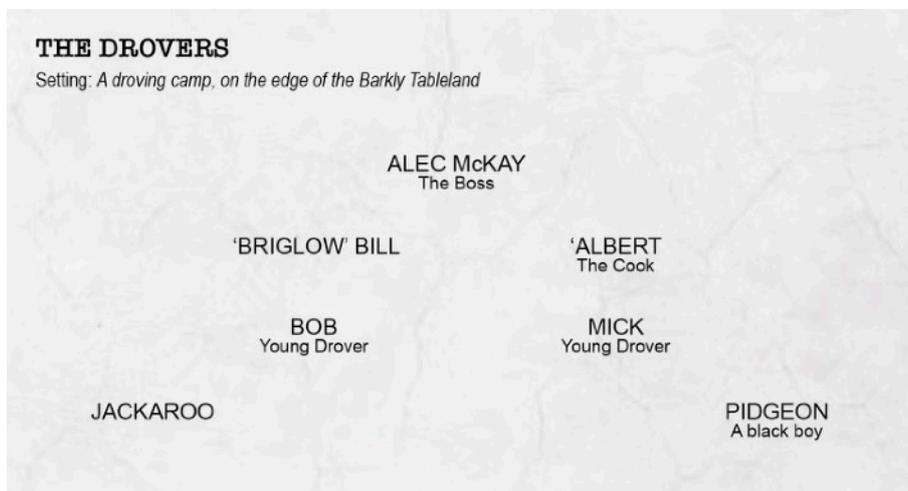 THE DROVERS
Setting: A droving camp, on the edge of the Barkly Tableland
ALEC McKAY
The Boss
‘BRIGLOW’ BILL
‘ALBERT
The Cook
BOB
Young Drover
MICK
Young Drover
JACKAROO
PIDGEON
A black boy